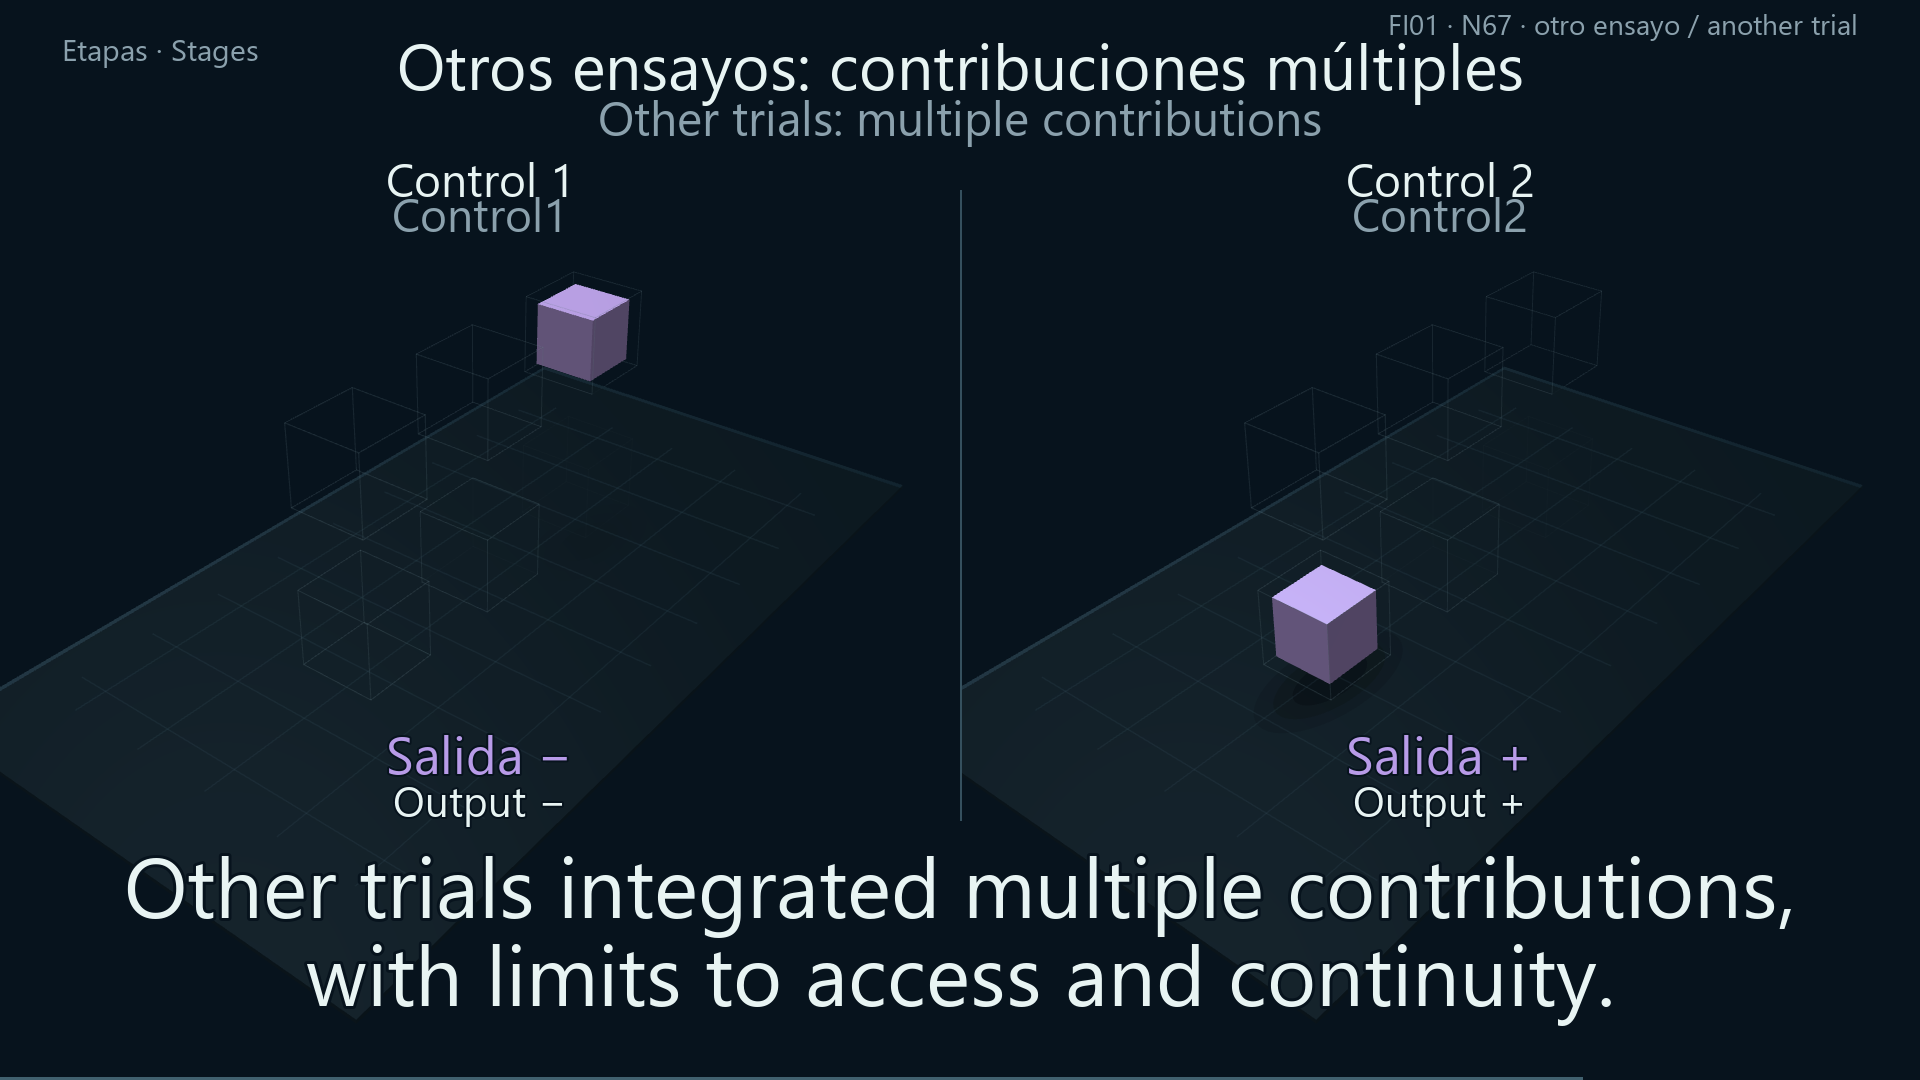 FI01 · N67 · otro ensayo / another trial
Etapas · Stages
Otros ensayos: contribuciones múltiples
Other trials: multiple contributions
Control 1
Control1
Control 2
Control2
Salida −
Output −
Salida +
Output +
Other trials integrated multiple contributions,
with limits to access and continuity.